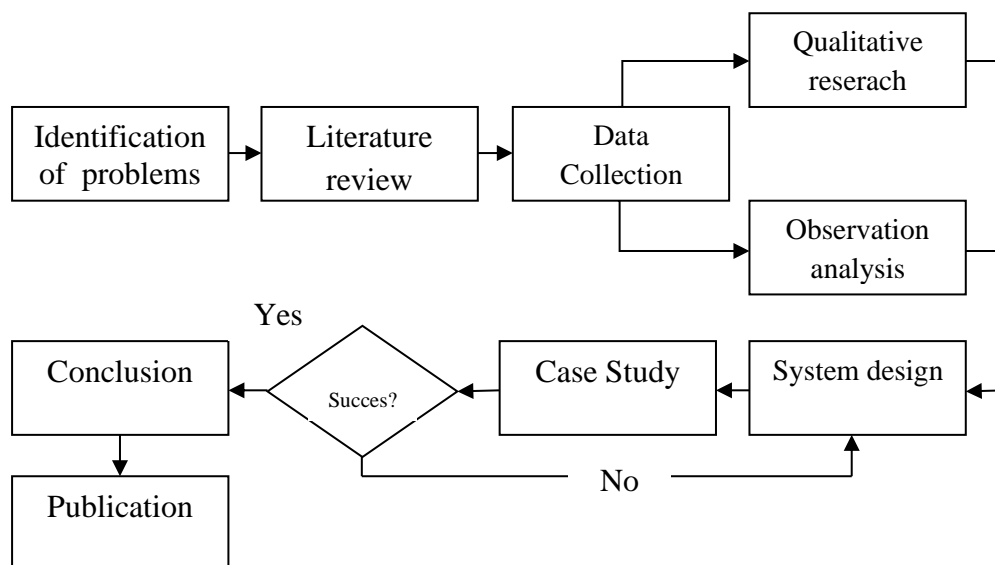 Identification
of problems
Literature
review
Data
Collection
Qualitative
reserach
Observation
analysis
System design
Case Study
Succes?
Yes
No
Conclusion
Publication